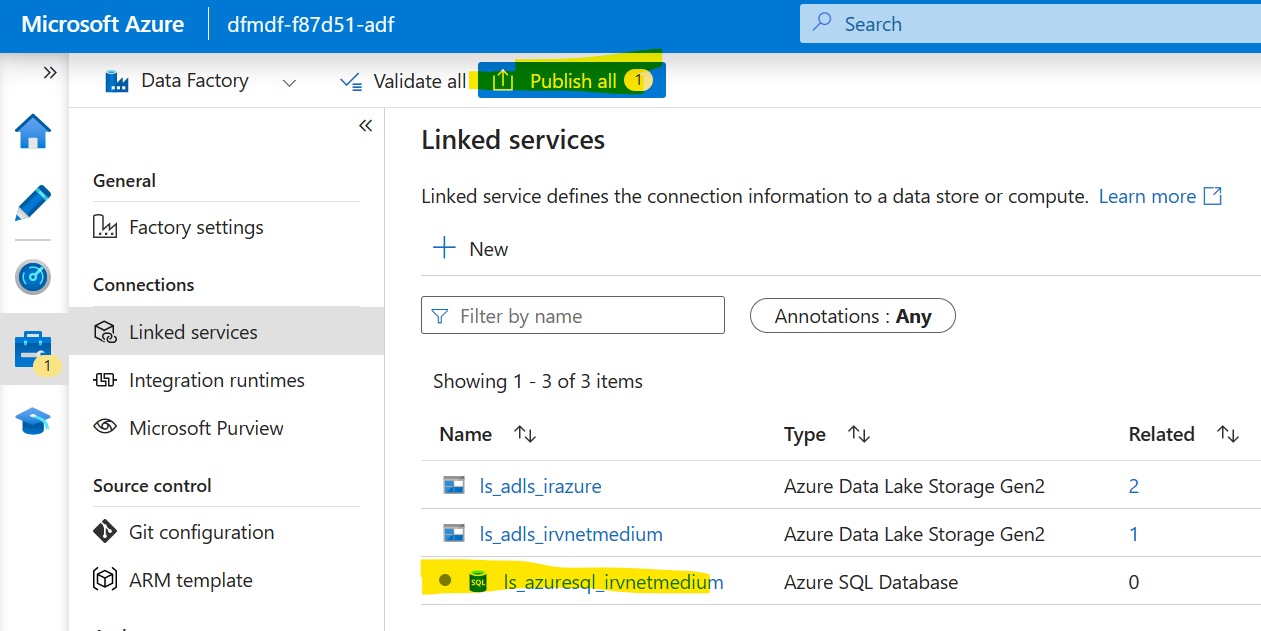 Microsoft Azure dfmdf-f87d51-adf Search
Data Factory Validate all Publish all 1
General
Factory settings
Connections
Linked services
Integration runtimes
Microsoft Purview
Source control
Git configuration
ARM template
1
Linked services
Linked service defines the connection information to a data store or compute. Learn more
New
Filter by name Annotations : Any
Showing 1 - 3 of 3 items
Name Type Related
ls_adls_irazure Azure Data Lake Storage Gen2 2
ls_adls_irvnetmedium Azure Data Lake Storage Gen2 1
SQL ls_azuresql_irvnetmedium Azure SQL Database 0